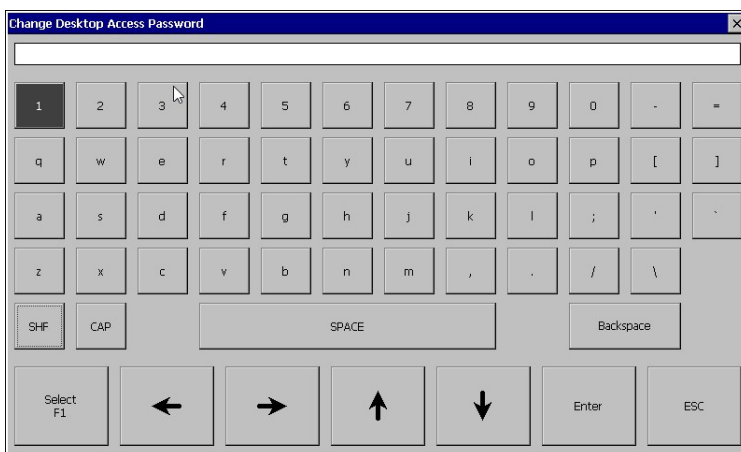 Change Desktop Access Password
1 2 3 4 5 6 7 8 9 0 - =
q w e r t y u i o p [ ]
a s d f g h j k l ; ' `
z x c v b n m , . / \
SHF CAP SPACE Backspace
Select
F1
Enter ESC